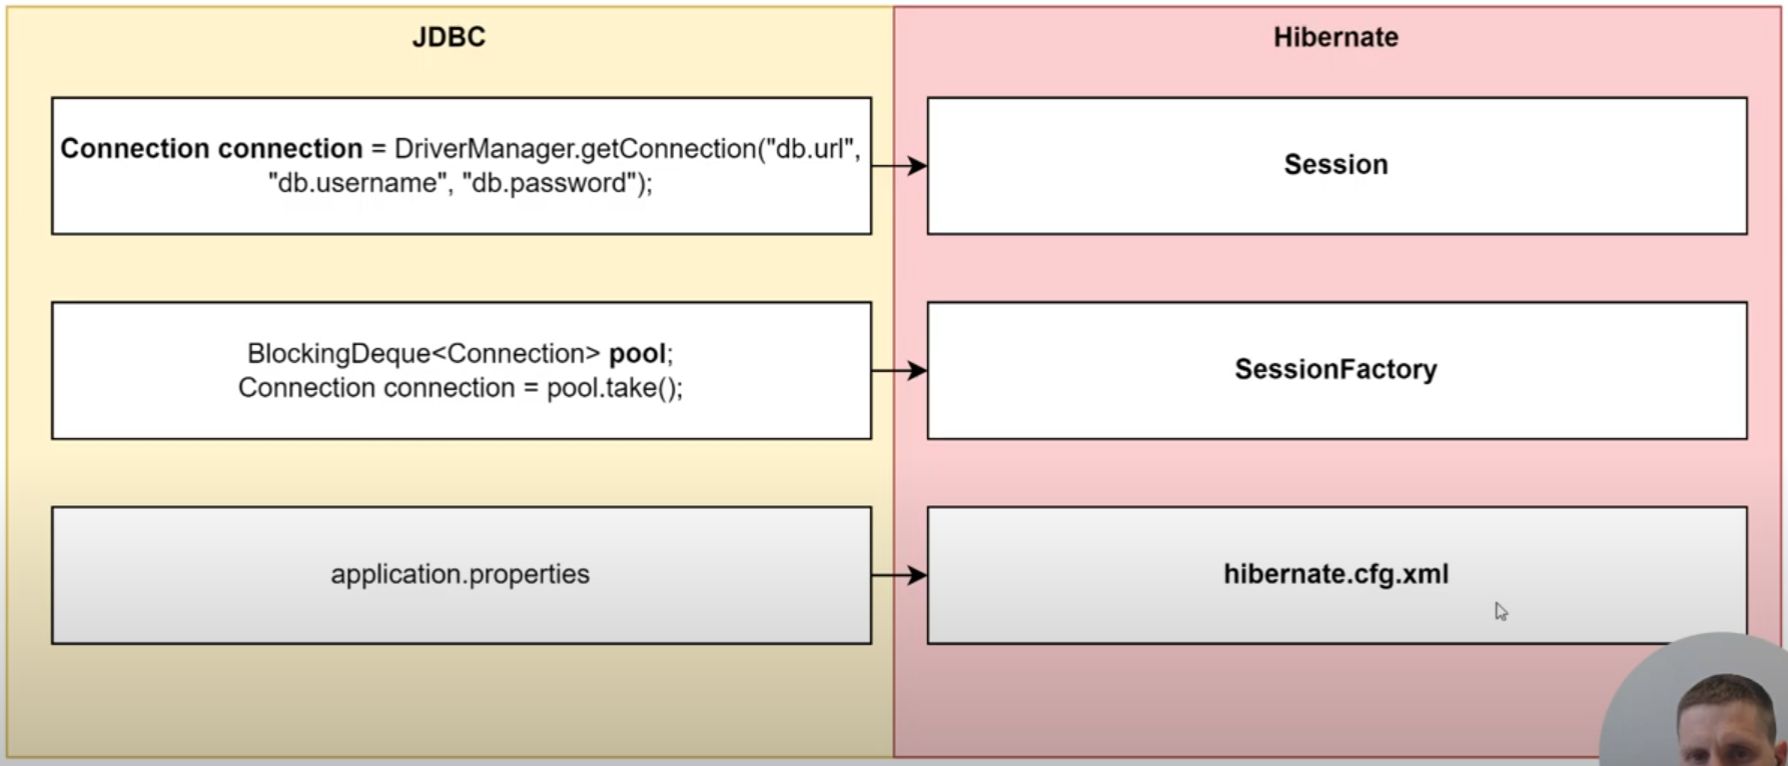 JDBC
Hibernate
Connection connection = DriverManager.getConnection("db.url",
"db.username", "db.password");
Session
BlockingDeque<Connection> pool;
Connection connection = pool.take();
SessionFactory
application.properties
hibernate.cfg.xml